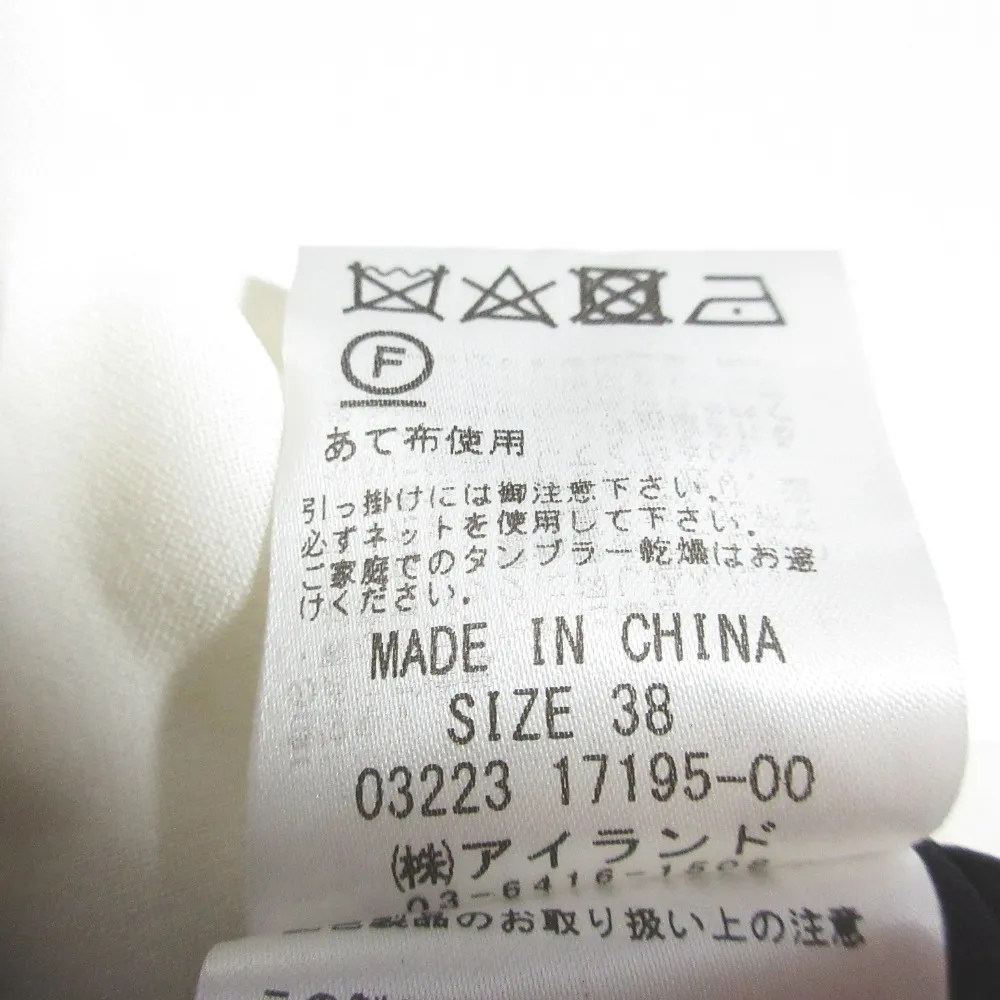 F
あて布使用
引っ掛けには御注意下さい.
必ずネットを使用して下さい.
ご家庭でのタンブラー乾燥はお避
けください.
MADE IN CHINA
SIZE 38
03223 17195-00
(株)アイランド
03-6416-
製品のお取り扱い上の注意